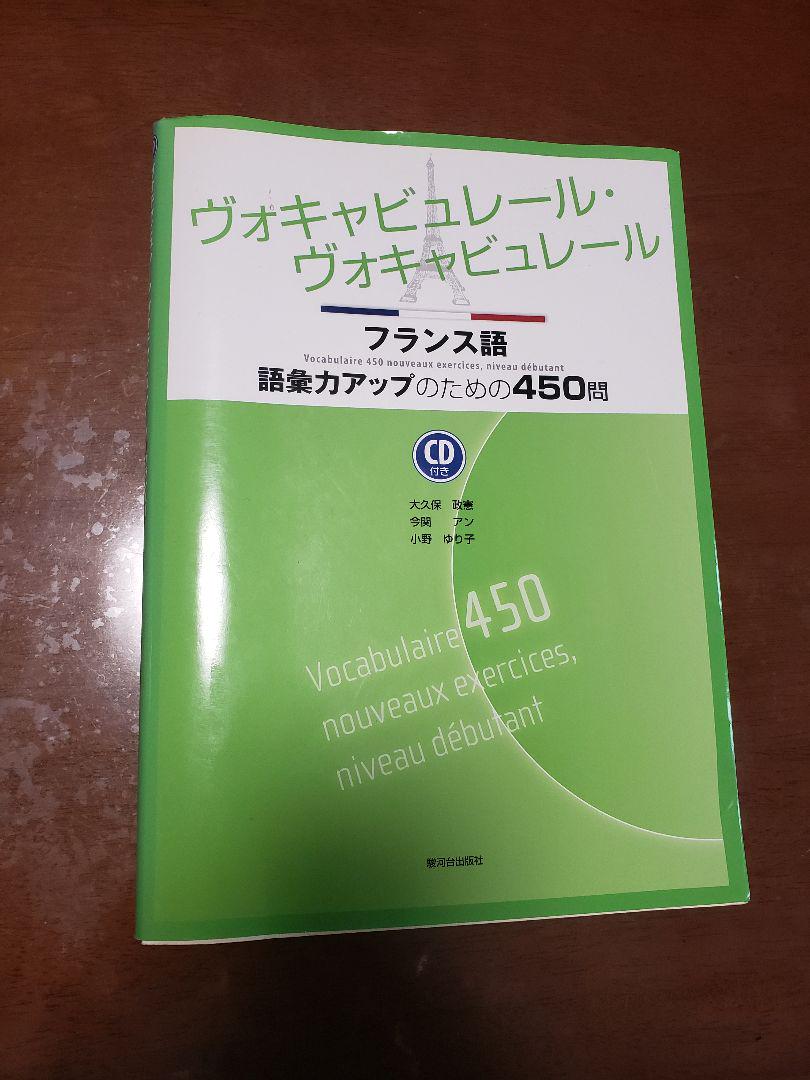 ヴォキャビュレール・
ヴォキャビュレール
フランス語
Vocabulaire 450 nouveaux exercices, niveau débutant
語彙力アップのための450問
CD
付き
大久保 政憲
今関 アン
小野 ゆり子
Vocabulaire 450
nouveaux exercices,
niveau débutant
駿河台出版社